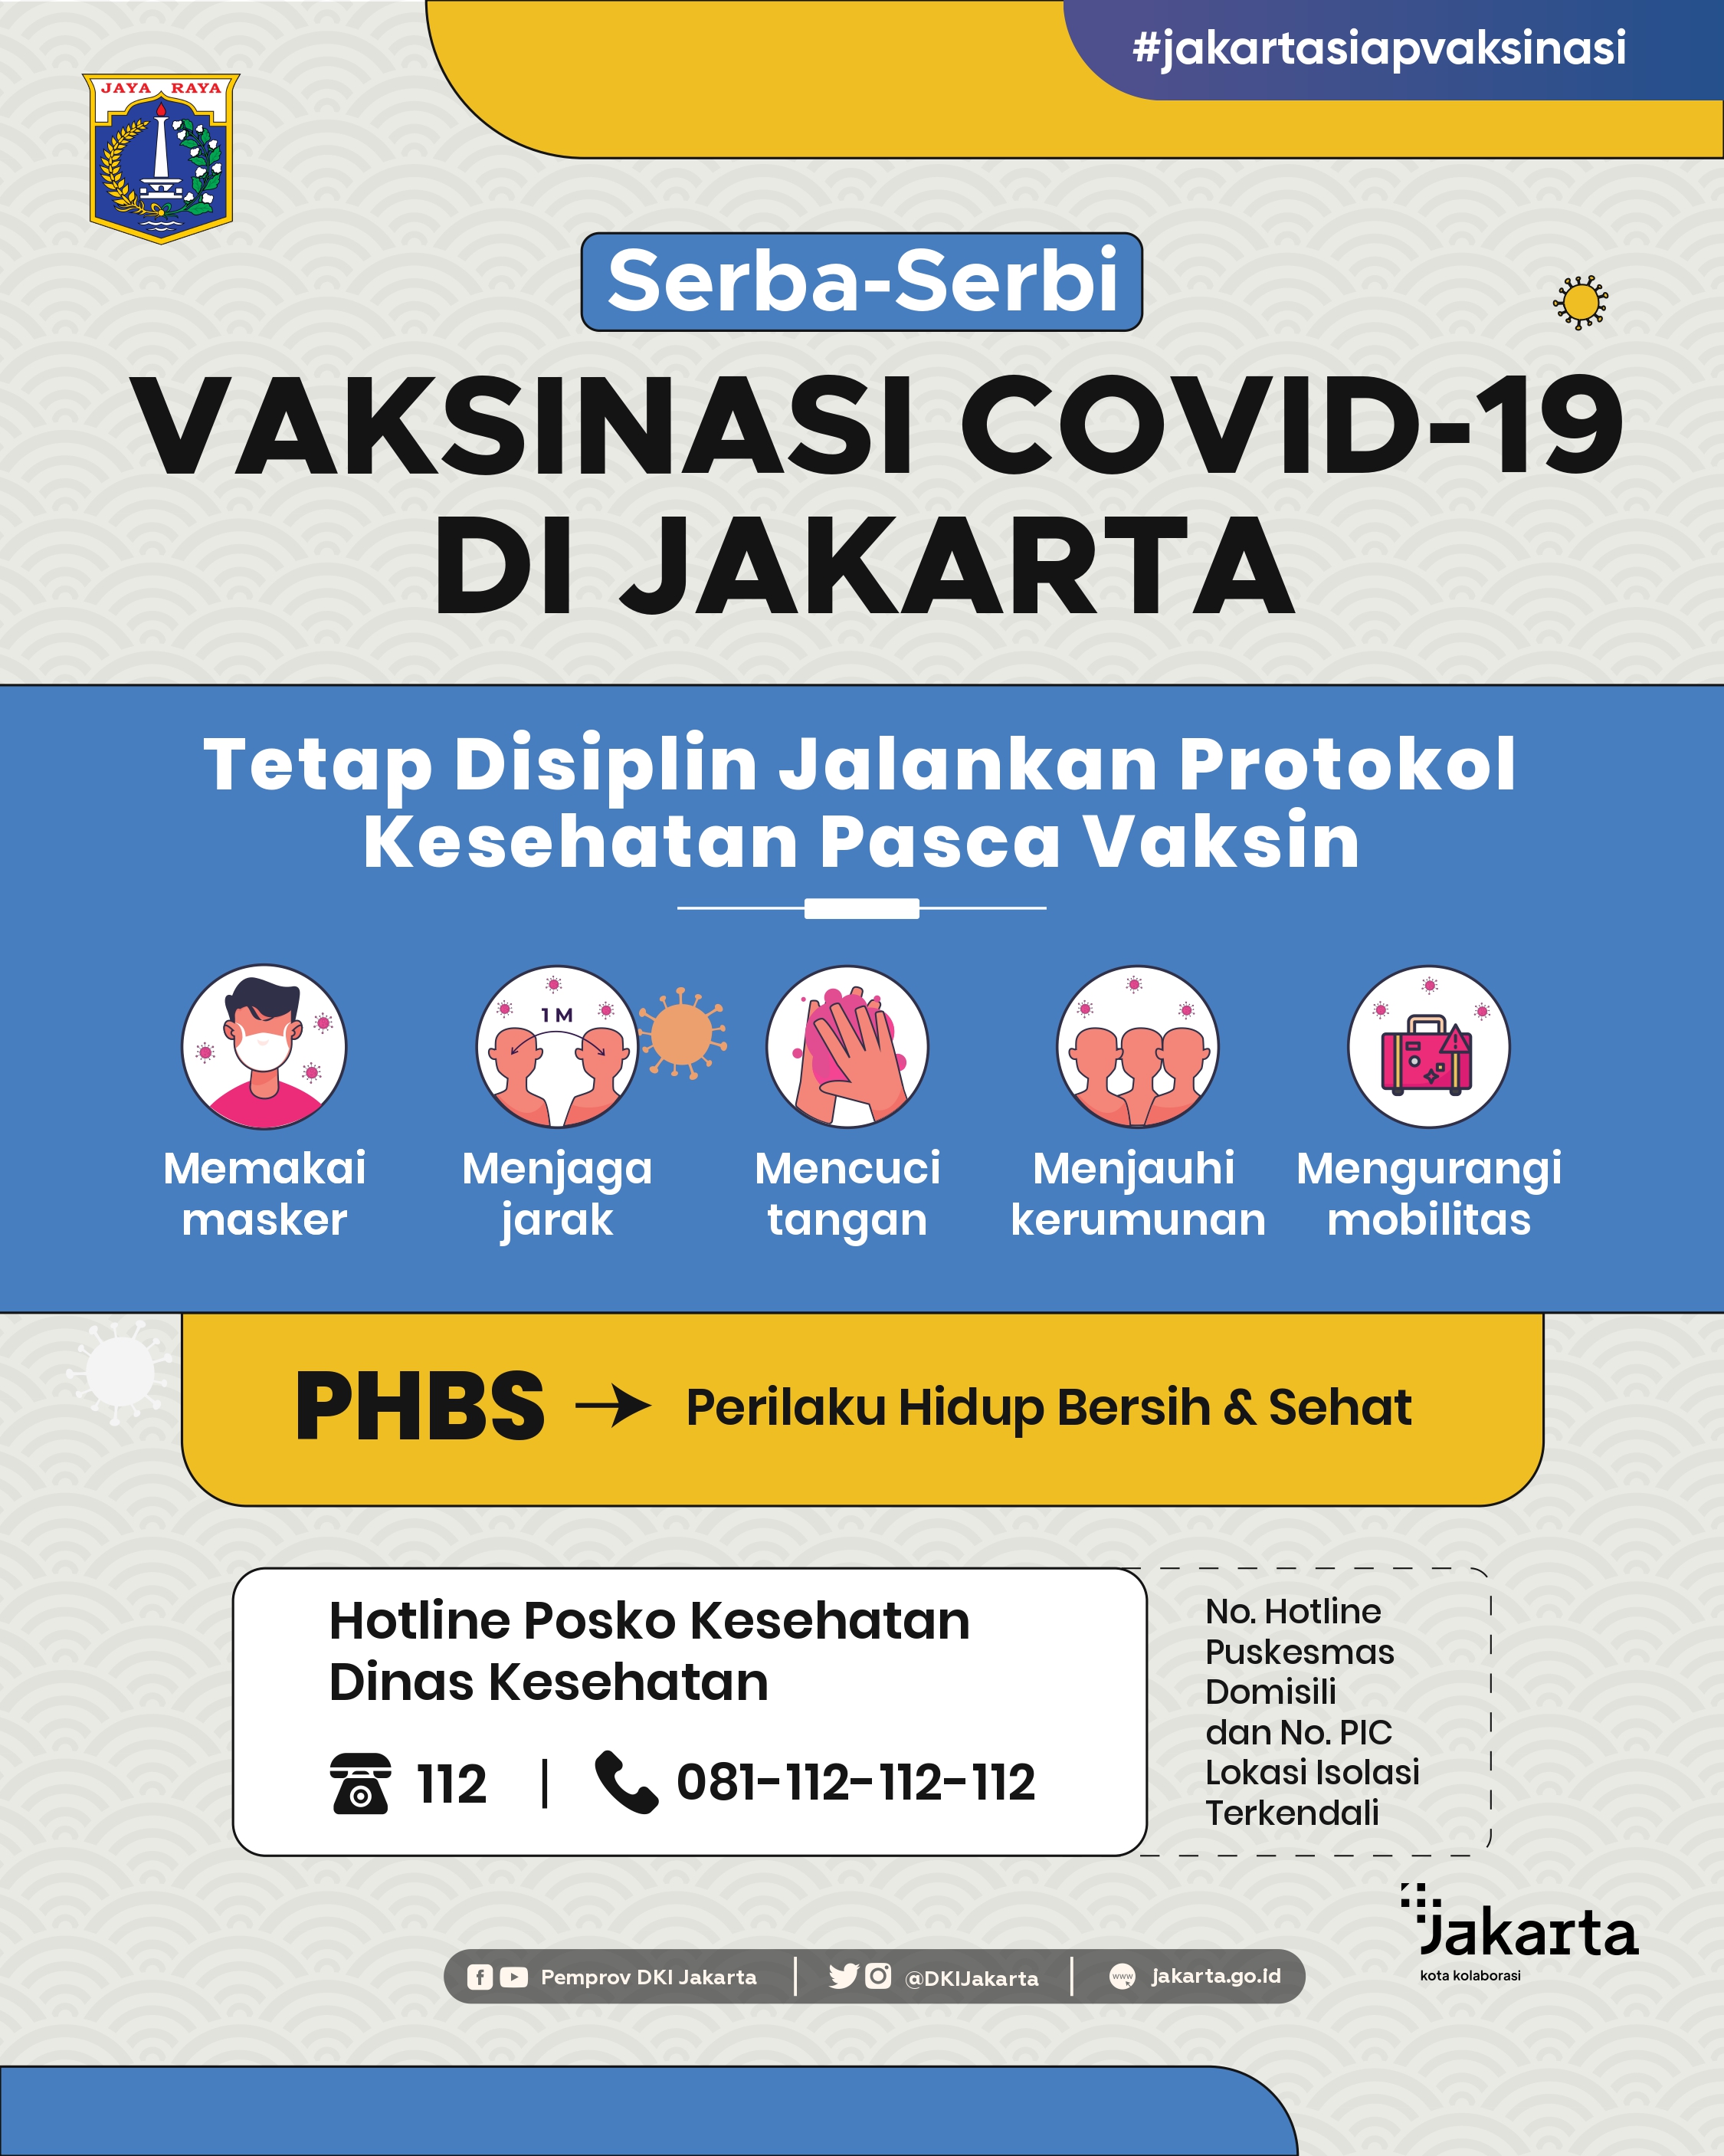 #jakartasiapvaksinasi
JAYA RAYA
Serba-Serbi
VAKSINASI COVID-19
DI JAKARTA
Tetap Disiplin Jalankan Protokol
Kesehatan Pasca Vaksin
1 M
Memakai
masker
Menjaga
jarak
Mencuci
tangan
Menjauhi
kerumunan
Mengurangi
mobilitas
PHBS → Perilaku Hidup Bersih & Sehat
Hotline Posko Kesehatan
Dinas Kesehatan
112 | 081-112-112-112
No. Hotline
Puskesmas
Domisili
dan No. PIC
Lokasi Isolasi
Terkendali
Jakarta
kota kolaborasi
Pemprov DKI Jakarta | @DKIJakarta | www jakarta.go.id